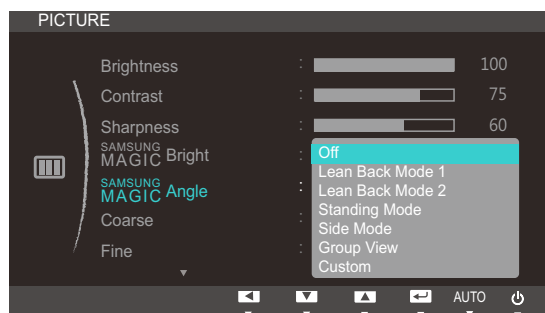 PICTURE
Brightness : 100
Contrast : 75
Sharpness : 60
SAMSUNG
MAGIC Bright :
SAMSUNG
MAGIC Angle :
Coarse :
Fine :
Off
Lean Back Mode 1
Lean Back Mode 2
Standing Mode
Side Mode
Group View
Custom
AUTO